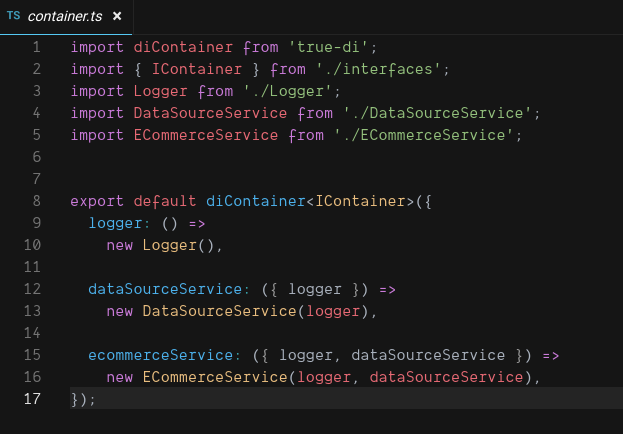 TS container.ts ×
1 import diContainer from 'true-di';
2 import { IContainer } from './interfaces';
3 import Logger from './Logger';
4 import DataSourceService from './DataSourceService';
5 import ECommerceService from './ECommerceService';
6
7
8 export default diContainer<IContainer>({
9   logger: () =>
10     new Logger(),
11
12   dataSourceService: ({ logger }) =>
13     new DataSourceService(logger),
14
15   ecommerceService: ({ logger, dataSourceService }) =>
16     new ECommerceService(logger, dataSourceService),
17 });